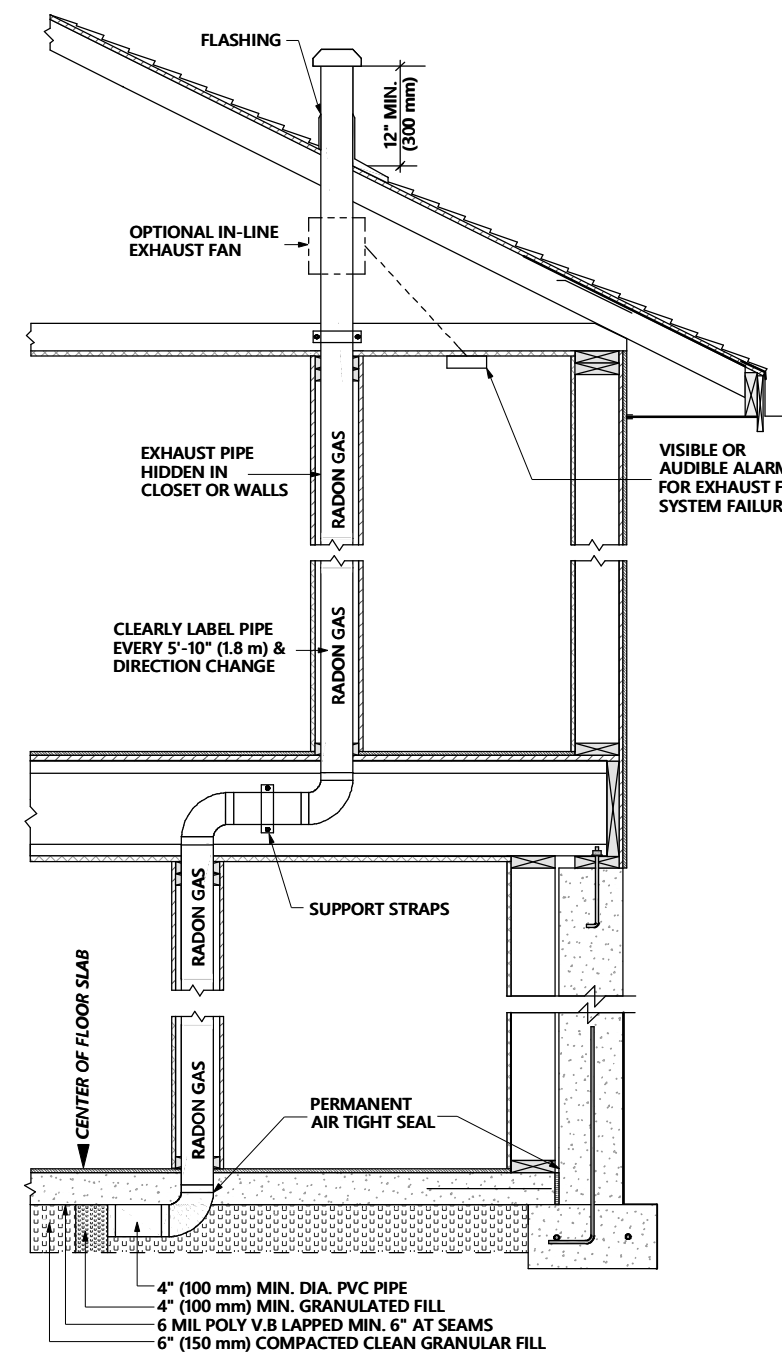 FLASHING
12" MIN.
(300 mm)
OPTIONAL IN-LINE
EXHAUST FAN
EXHAUST PIPE
HIDDEN IN
CLOSET OR WALLS
RADON GAS
VISIBLE OR
AUDIBLE ALARM
FOR EXHAUST F
SYSTEM FAILUR
CLEARLY LABEL PIPE
EVERY 5'-10" (1.8 m) &
DIRECTION CHANGE
RADON GAS
RADON GAS
SUPPORT STRAPS
CENTER OF FLOOR SLAB
RADON GAS
PERMANENT
AIR TIGHT SEAL
4" (100 mm) MIN. DIA. PVC PIPE
4" (100 mm) MIN. GRANULATED FILL
6 MIL POLY V.B LAPPED MIN. 6" AT SEAMS
6" (150 mm) COMPACTED CLEAN GRANULAR FILL